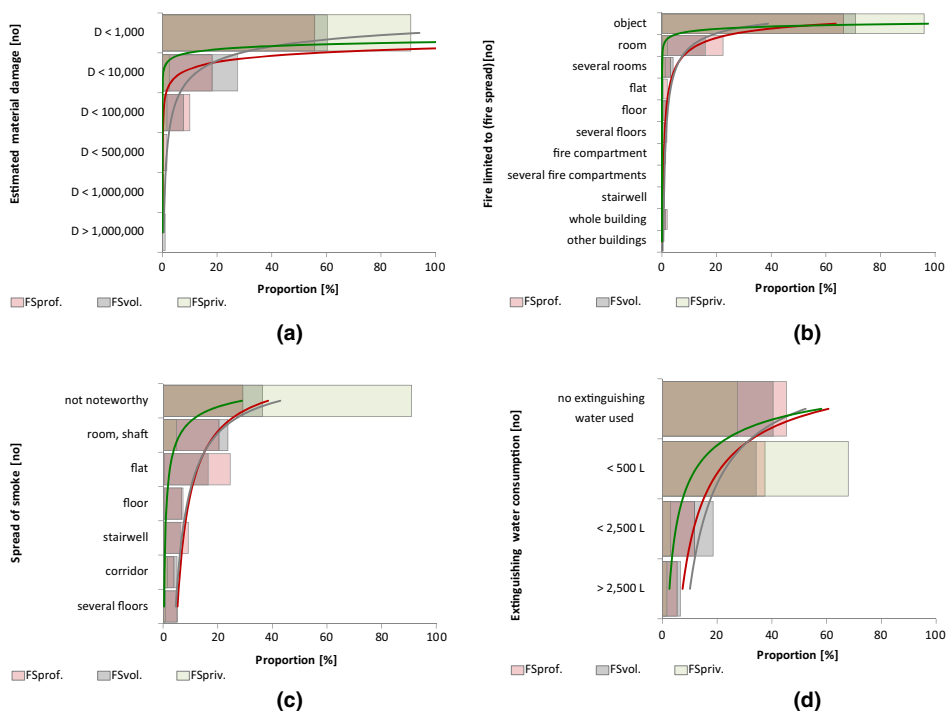 Estimated material damage [no]
D < 1,000
D < 10,000
D < 100,000
D < 500,000
D < 1,000,000
D > 1,000,000
0 20 40 60 80 100
Proportion [%]
FSprof. FSvol. FSpriv.
(a)
Fire limited to (fire spread)[no]
object
room
several rooms
flat
floor
several floors
fire compartment
several fire compartments
stairwell
whole building
other buildings
0 20 40 60 80 100
Proportion [%]
FSprof. FSvol. FSpriv.
(b)
Spread of smoke [no]
not noteworthy
room, shaft
flat
floor
stairwell
corridor
several floors
0 20 40 60 80 100
Proportion [%]
FSprof. FSvol. FSpriv.
(c)
Extinguishing water consumption [no]
no extinguishing
water used
< 500 L
< 2,500 L
> 2,500 L
0 20 40 60 80 100
Proportion [%]
FSprof. FSvol. FSpriv.
(d)